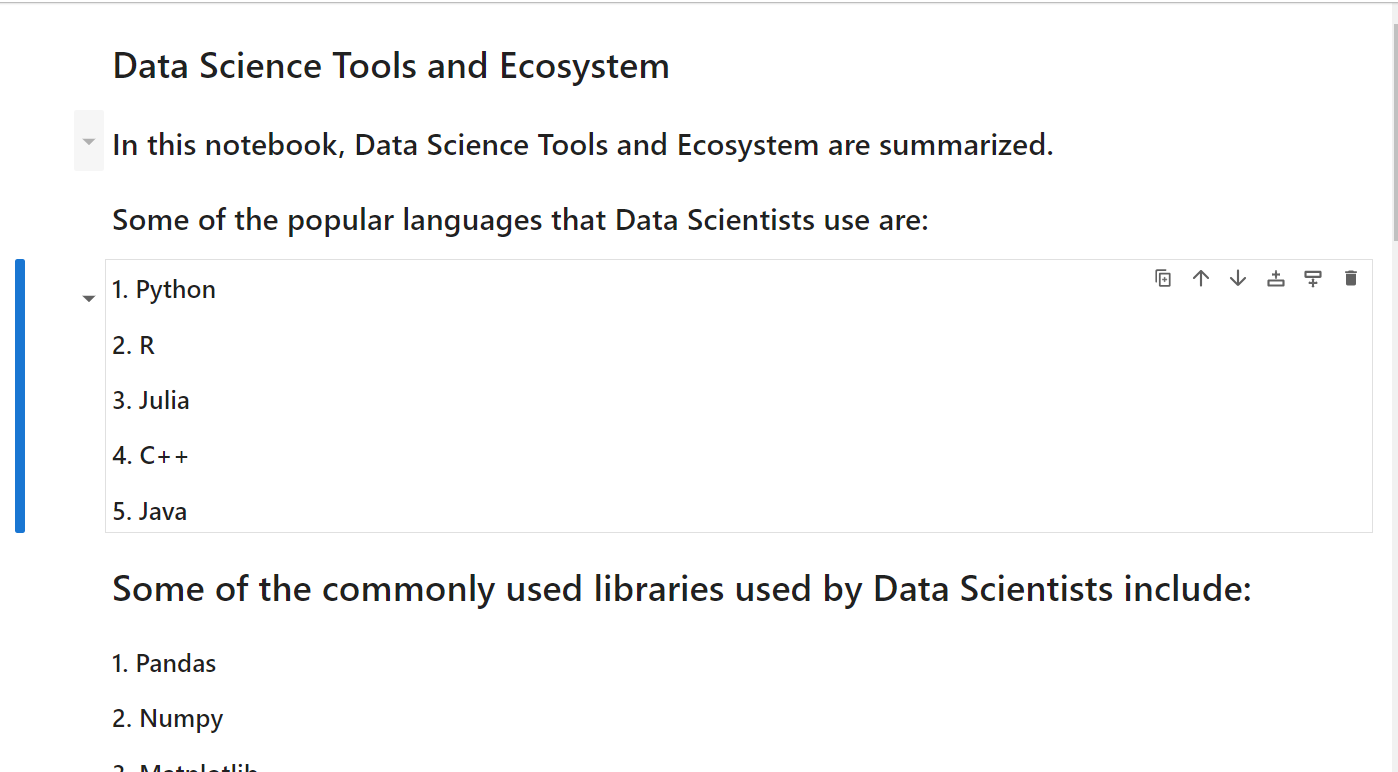 Data Science Tools and Ecosystem
In this notebook, Data Science Tools and Ecosystem are summarized.
Some of the popular languages that Data Scientists use are:
1. Python
2. R
3. Julia
4. C++
5. Java
Some of the commonly used libraries used by Data Scientists include:
1. Pandas
2. Numpy
3. Matplotlib